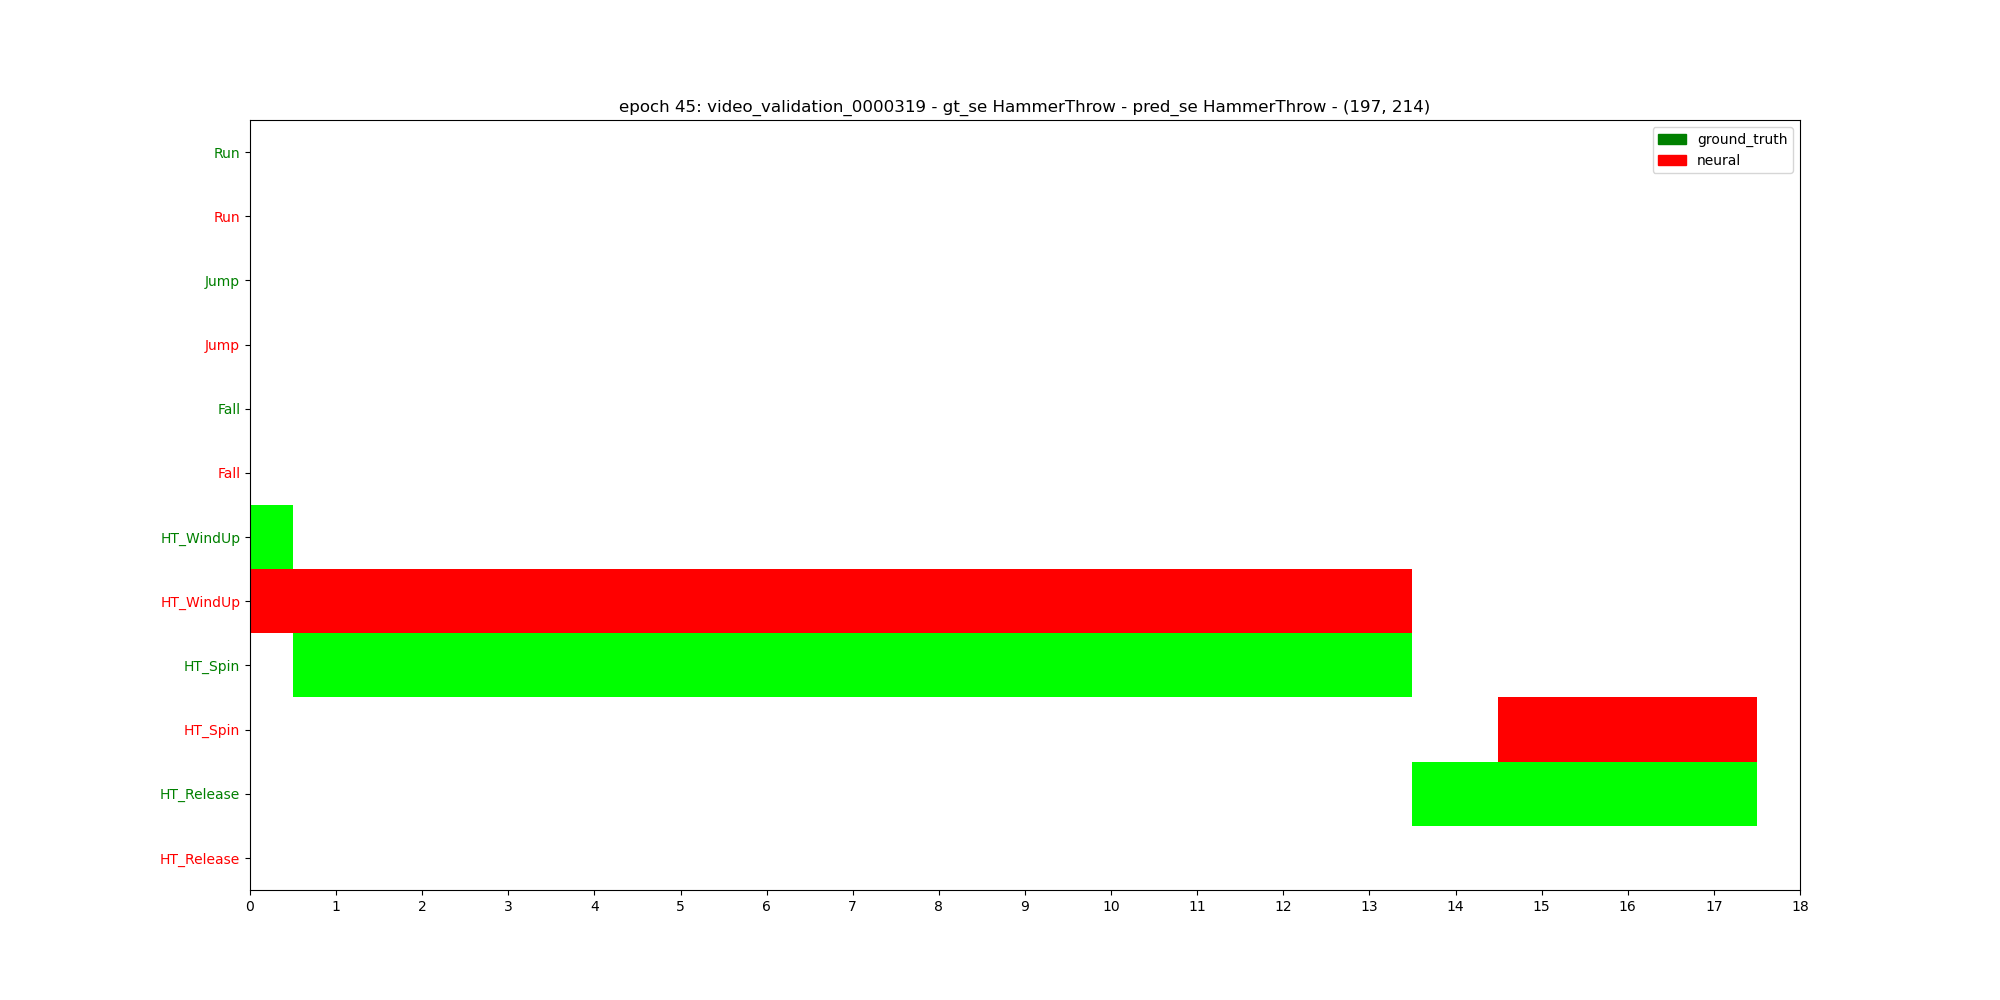 epoch 45: video_validation_0000319 - gt_se HammerThrow - pred_se HammerThrow - (197, 214)
ground_truth
neural
Run
Run
Jump
Jump
Fall
Fall
HT_WindUp
HT_WindUp
HT_Spin
HT_Spin
HT_Release
HT_Release
0 1 2 3 4 5 6 7 8 9 10 11 12 13 14 15 16 17 18